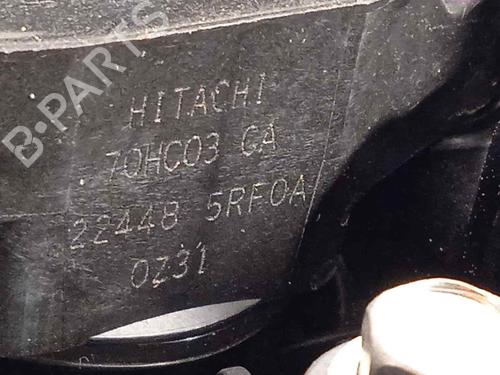 B-PARTS
HITACHI
70HC03 CA
22448 5RF0A
0Z31